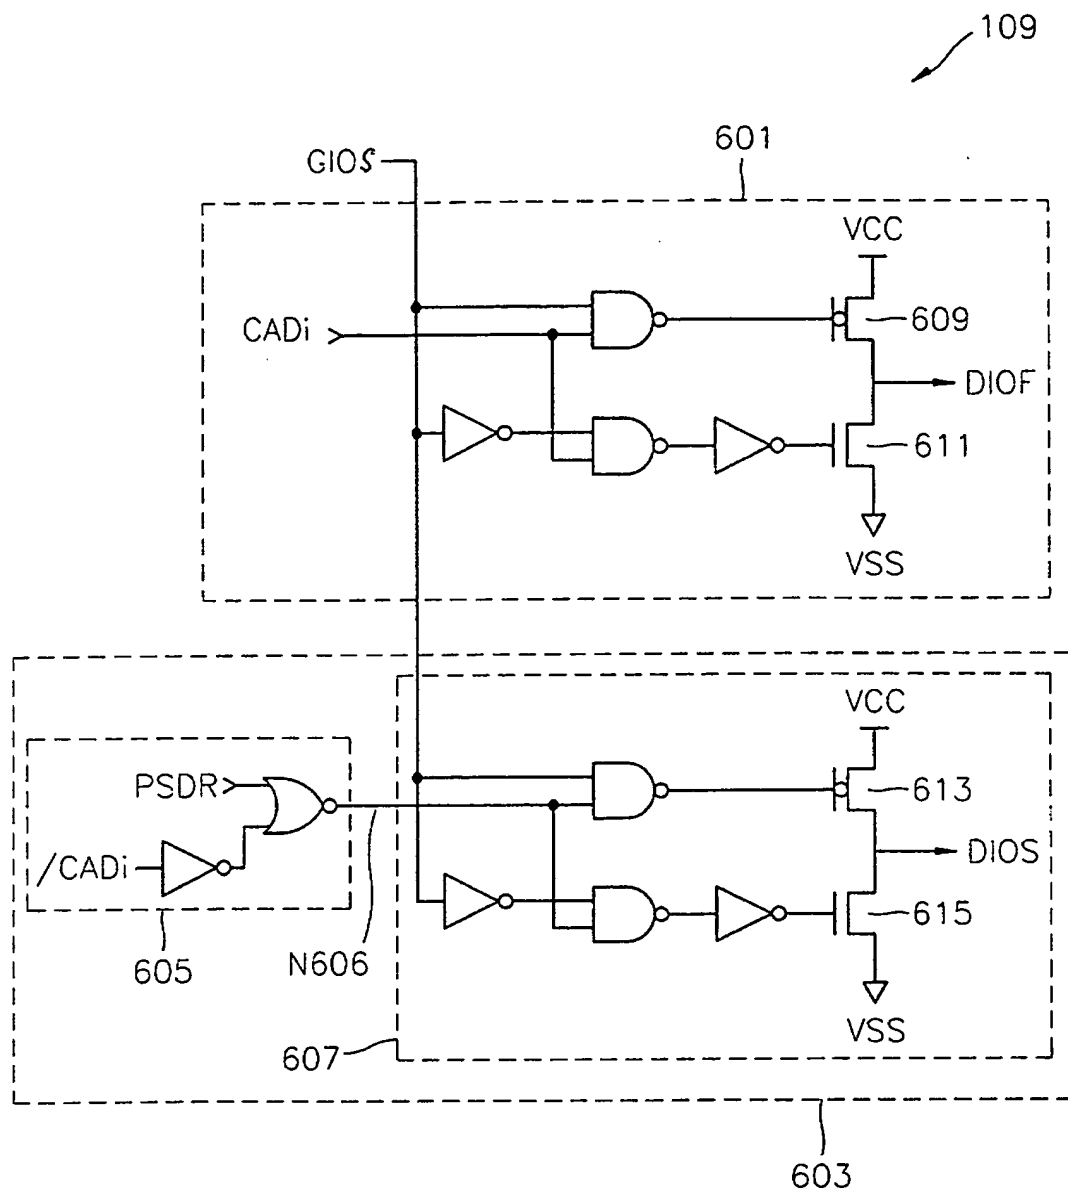 109
601
GIOS
VCC
CADi
609
DIOF
611
VSS
VCC
PSDR
613
DIOS
/CADi
615
605
N606
VSS
607
603